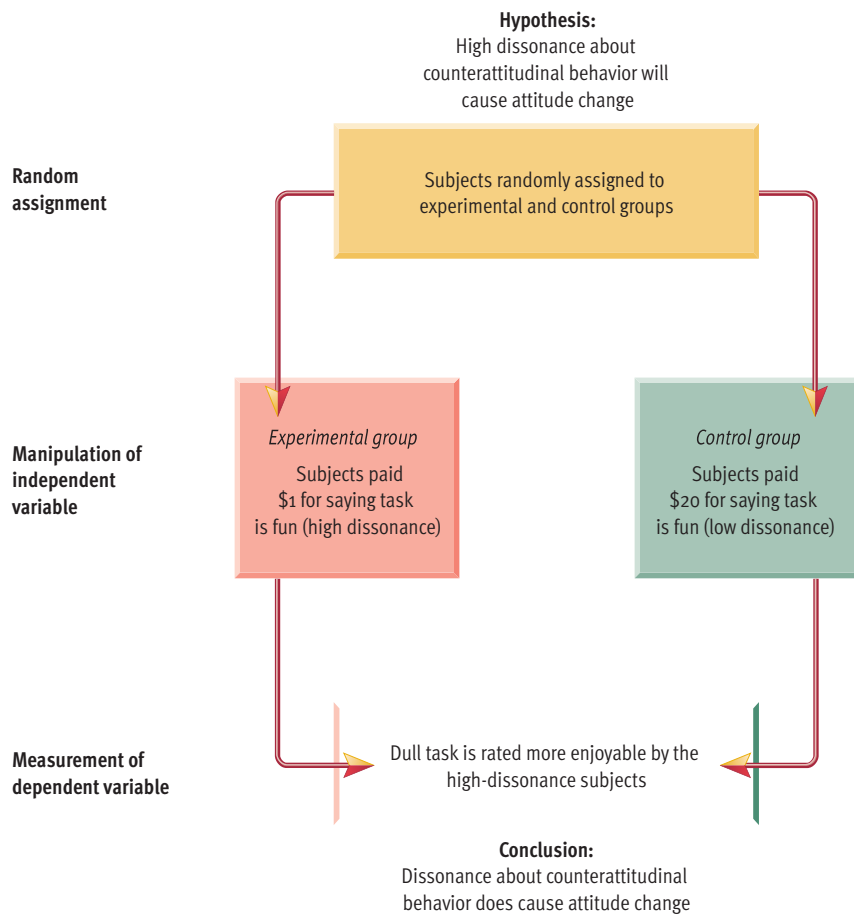 Hypothesis:
High dissonance about
counterattitudinal behavior will
cause attitude change
Random
assignment
Subjects randomly assigned to
experimental and control groups
Manipulation of
independent
variable
Experimental group
Subjects paid
$1 for saying task
is fun (high dissonance)
Control group
Subjects paid
$20 for saying task
is fun (low dissonance)
Measurement of
dependent variable
Dull task is rated more enjoyable by the
high-dissonance subjects
Conclusion:
Dissonance about counterattitudinal
behavior does cause attitude change